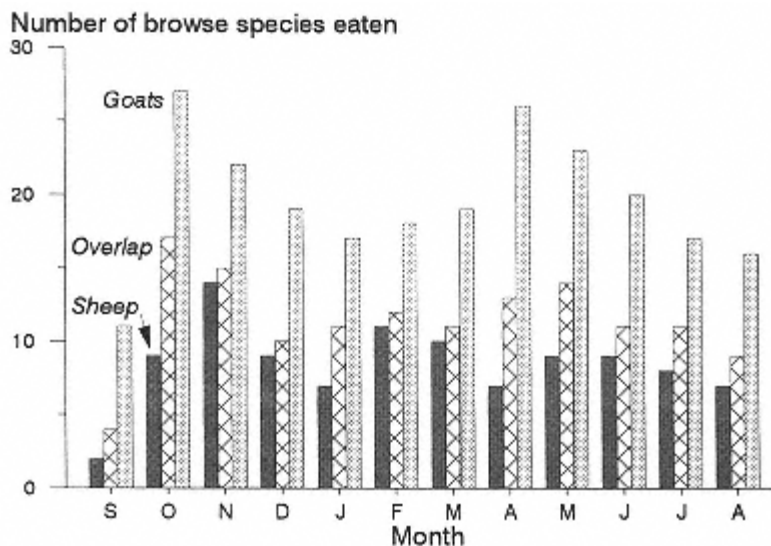 Number of browse species eaten
30
Goats
20
Overlap
Sheep
10
0
S O N D J F M A M J J A
Month